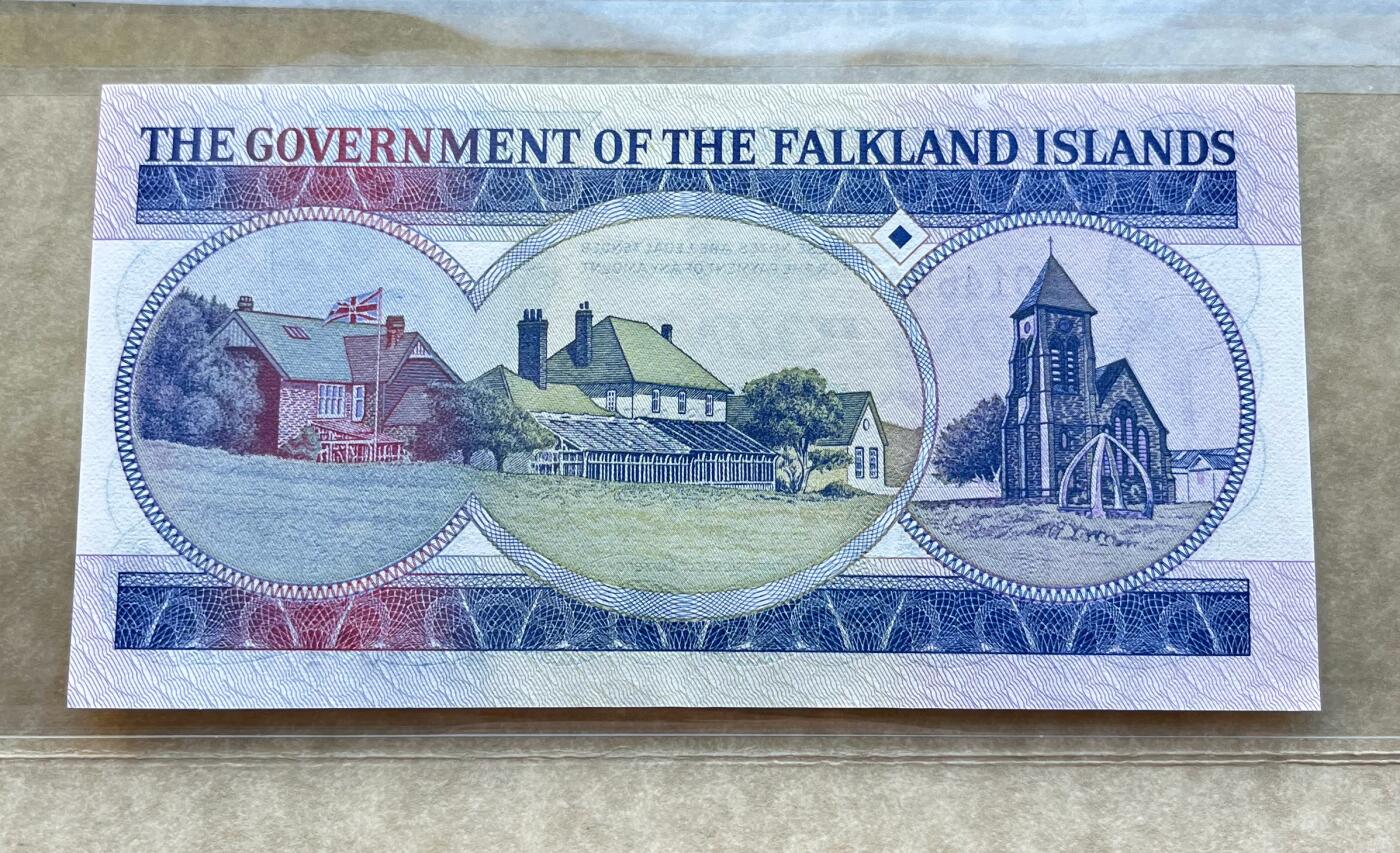 THE GOVERNMENT OF THE FALKLAND ISLANDS